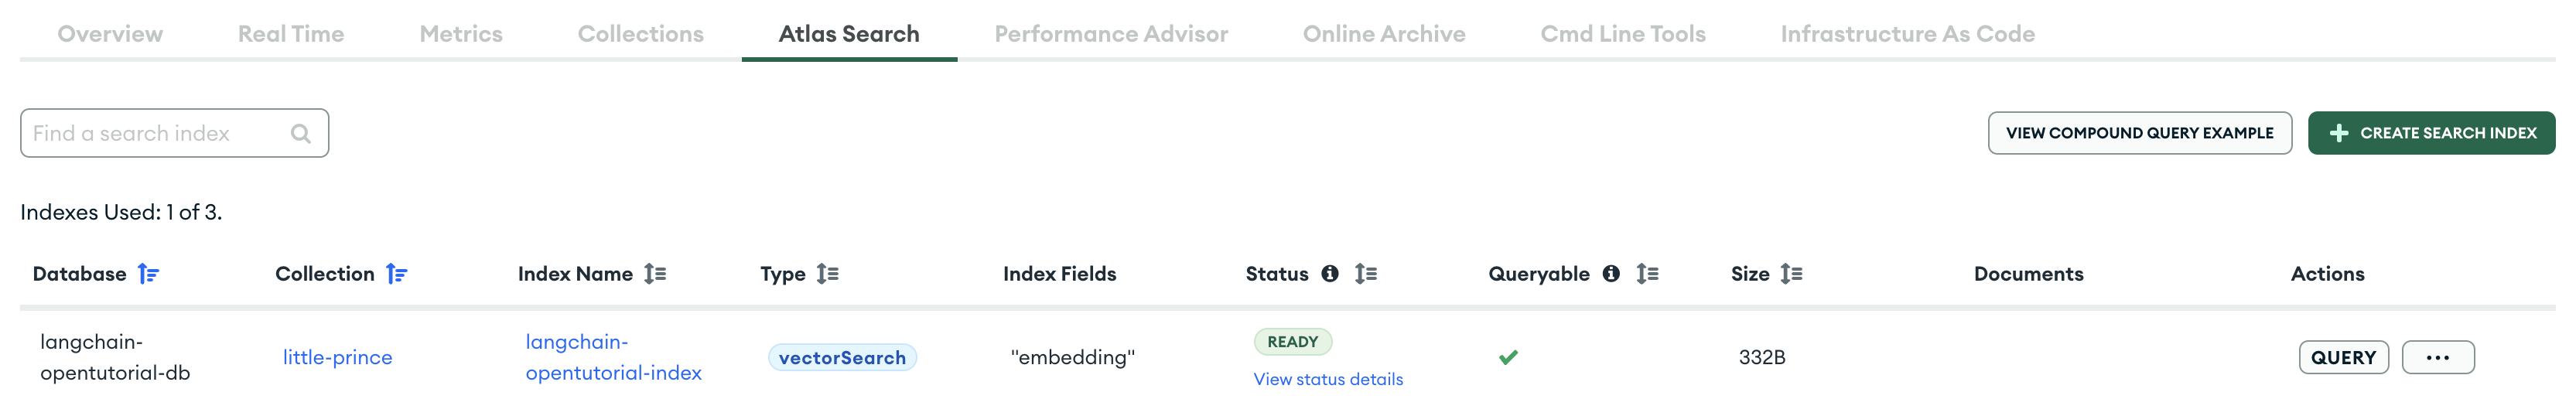 Overview Real Time Metrics Collections Atlas Search Performance Advisor Online Archive Cmd Line Tools Infrastructure As Code
Find a search index VIEW COMPOUND QUERY EXAMPLE CREATE SEARCH INDEX
Indexes Used: 1 of 3.
Database Collection Index Name Type Index Fields Status Queryable Size Documents Actions
langchain-
opentutorial-db
little-prince
langchain-
opentutorial-index
vectorSearch
"embedding"
READY
View status details
332B
QUERY